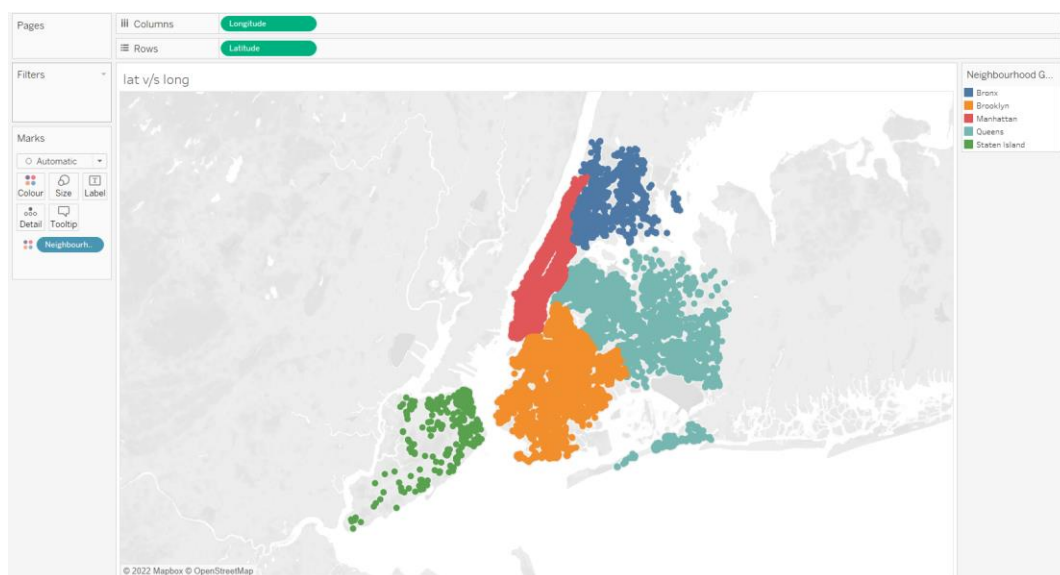 Pages
Columns
Longitude
Rows
Latitude
Filters
lat v/s long
Neighbourhood G...
Bronx
Brooklyn
Manhattan
Queens
Staten Island
Marks
Automatic
Colour
Size
Label
Detail
Tooltip
Neighbourh..
© 2022 Mapbox © OpenStreetMap